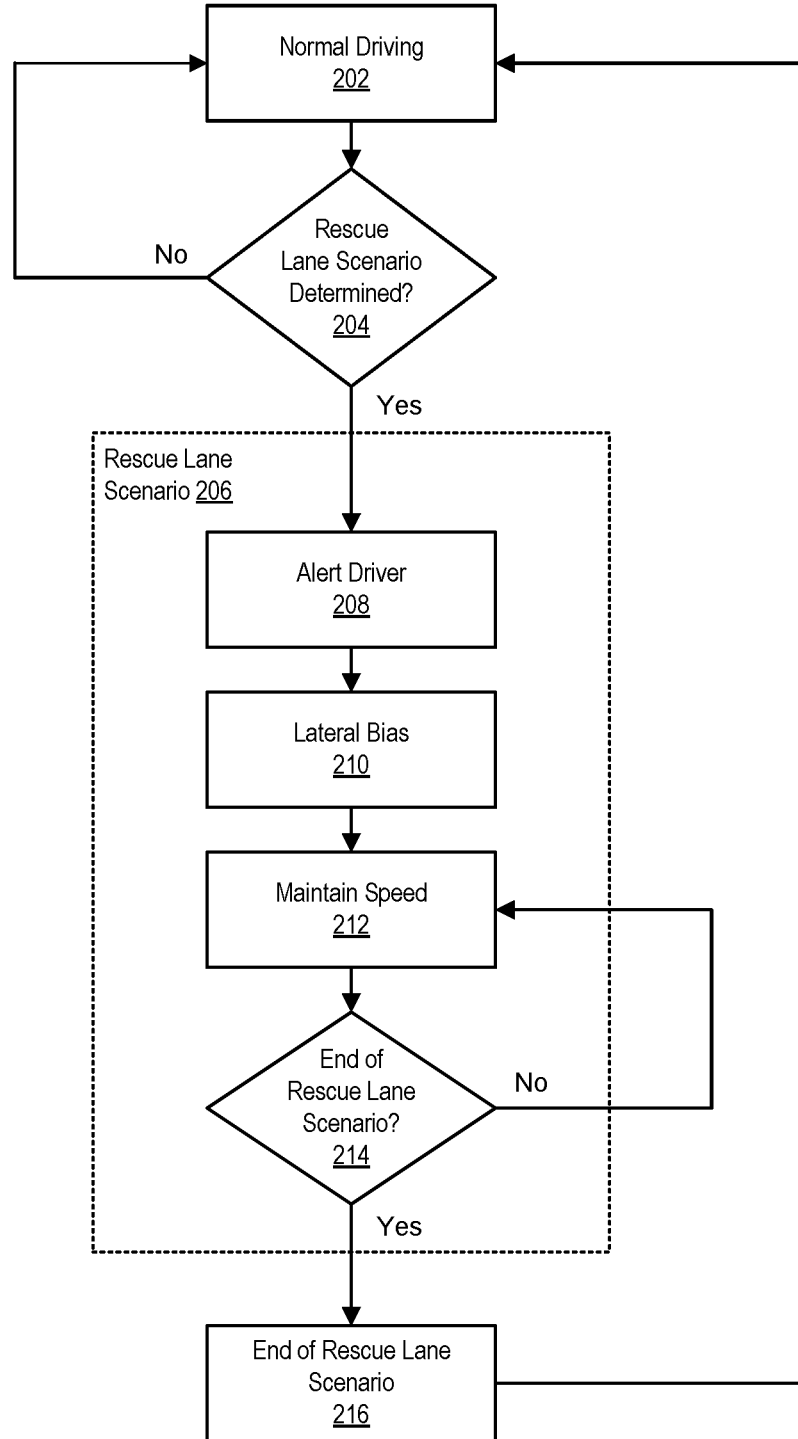 Normal Driving
202
Rescue
Lane Scenario
Determined?
204
No
Yes
Rescue Lane
Scenario 206
Alert Driver
208
Lateral Bias
210
Maintain Speed
212
End of
Rescue Lane
Scenario?
214
No
Yes
End of Rescue Lane
Scenario
216